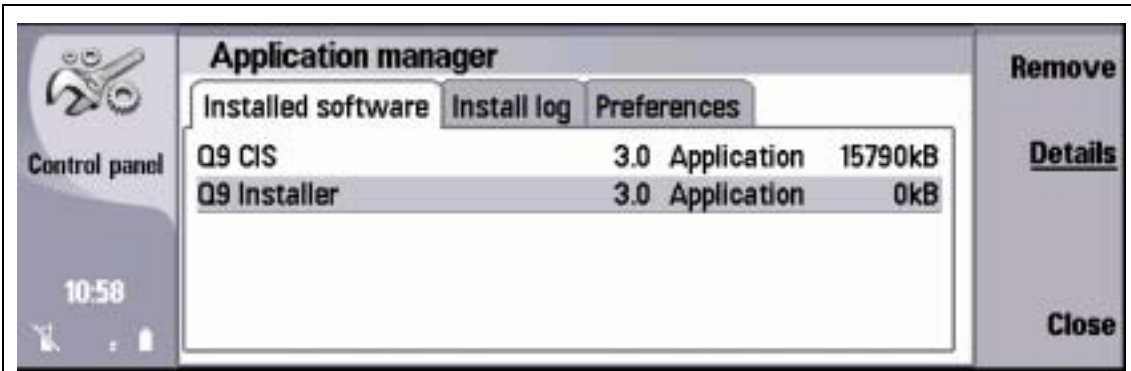 Application manager
Installed software Install log Preferences
Q9 CIS 3.0 Application 15790kB
Q9 Installer 3.0 Application 0kB
Control panel
10:58
Remove
Details
Close